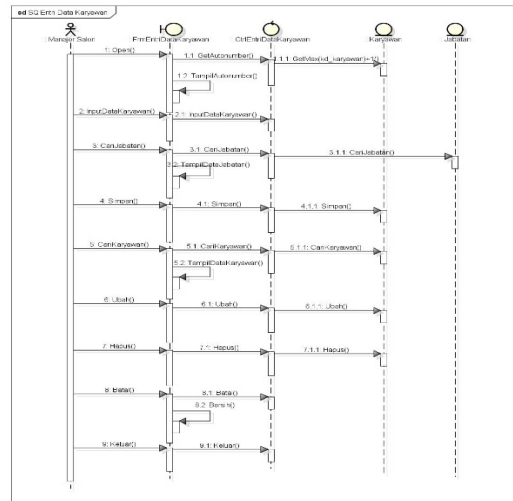 sd SQ Entri Data Karyawan
: Manajer Salon
FrmEntriDataKaryawan
CtrlEntriDataKaryawan
Karyawan
Jabatan
1: Open()
1.1: GetAutonumber()
1.1.1: GetMax(kd_karyawan)+1()
1.2: TampilAutonumber()
2: InputDataKaryawan()
2.1: InputDataKaryawan()
3: CariJabatan()
3.1: CariJabatan()
3.1.1: CariJabatan()
3.2: TampilDataJabatan()
4: Simpan()
4.1: Simpan()
4.1.1: Simpan()
5: CariKaryawan()
5.1: CariKaryawan()
5.1.1: CariKaryawan()
5.2: TampilDataKaryawan()
6: Ubah()
6.1: Ubah()
6.1.1: Ubah()
7: Hapus()
7.1: Hapus()
7.1.1: Hapus()
8: Batal()
8.1: Batal()
8.2: Bersih()
9: Keluar()
9.1: Keluar()